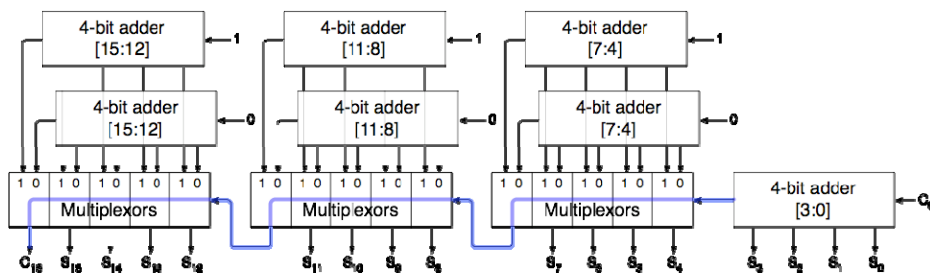 4-bit adder
[15:12]
1
4-bit adder
[11:8]
1
4-bit adder
[7:4]
1
4-bit adder
[15:12]
0
4-bit adder
[11:8]
0
4-bit adder
[7:4]
0
1 0 1 0 1 0 1 0 1 0
Multiplexors
1 0 1 0 1 0 1 0 1 0
Multiplexors
1 0 1 0 1 0 1 0 1 0
Multiplexors
4-bit adder
[3:0]
C
C16 S15 S14 S13 S12
S11 S10 S9 S8
S7 S6 S5 S4
S3 S2 S1 S0